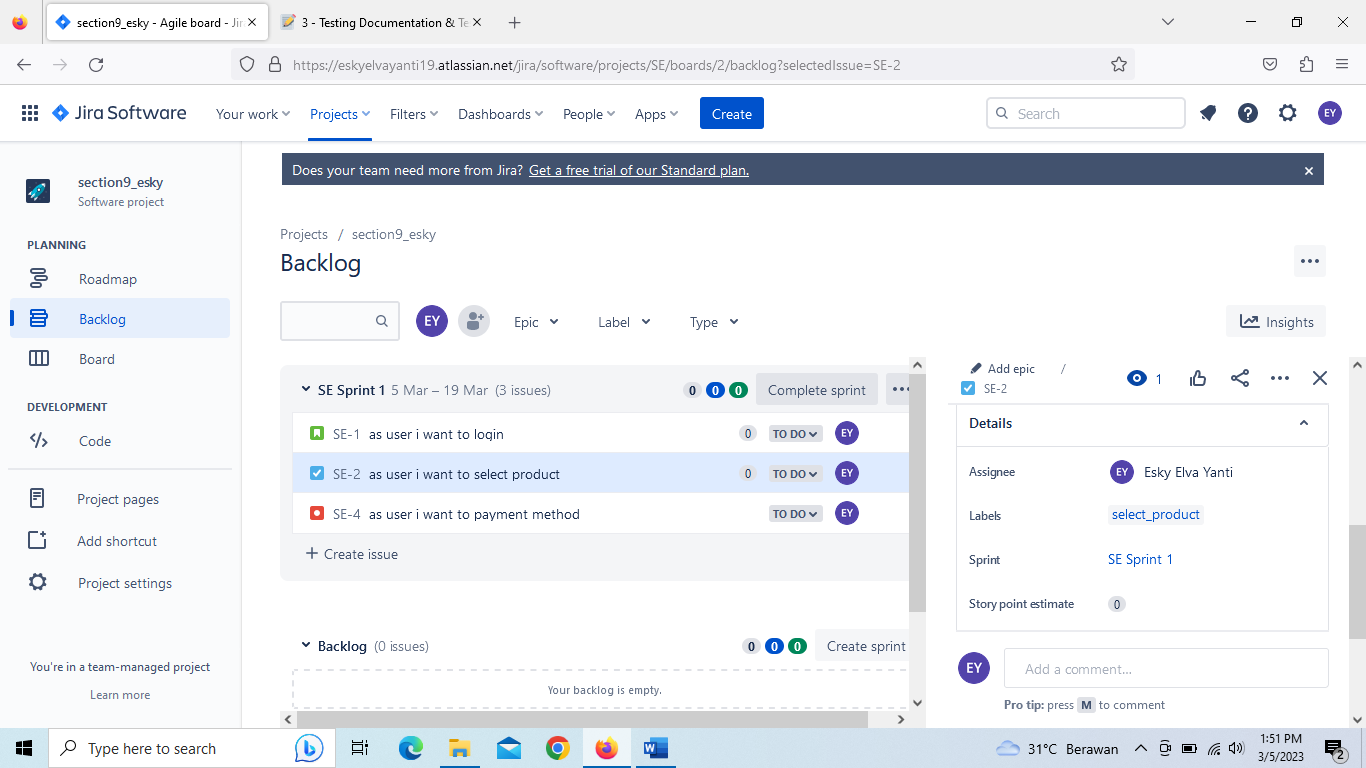 section9_esky - Agile board - Jir
3 - Testing Documentation & Te
https://eskyelvayanti19.atlassian.net/jira/software/projects/SE/boards/2/backlog?selectedIssue=SE-2
Jira Software
Your work
Projects
Filters
Dashboards
People
Apps
Create
Search
EY
section9_esky
Software project
PLANNING
Roadmap
Backlog
Board
DEVELOPMENT
Code
Project pages
Add shortcut
Project settings
You're in a team-managed project
Learn more
Does your team need more from Jira? Get a free trial of our Standard plan.
Projects / section9_esky
Backlog
EY
Epic
Label
Type
Insights
SE Sprint 1 5 Mar – 19 Mar (3 issues)
0 0 0
Complete sprint
SE-1 as user i want to login 0 TO DO EY
SE-2 as user i want to select product 0 TO DO EY
SE-4 as user i want to payment method TO DO EY
+ Create issue
Backlog (0 issues)
0 0 0
Create sprint
Your backlog is empty.
Add epic /
SE-2
1
Details
Assignee EY Esky Elva Yanti
Labels select_product
Sprint SE Sprint 1
Story point estimate 0
EY Add a comment...
Pro tip: press M to comment
Type here to search
31°C Berawan
1:51 PM
3/5/2023
2